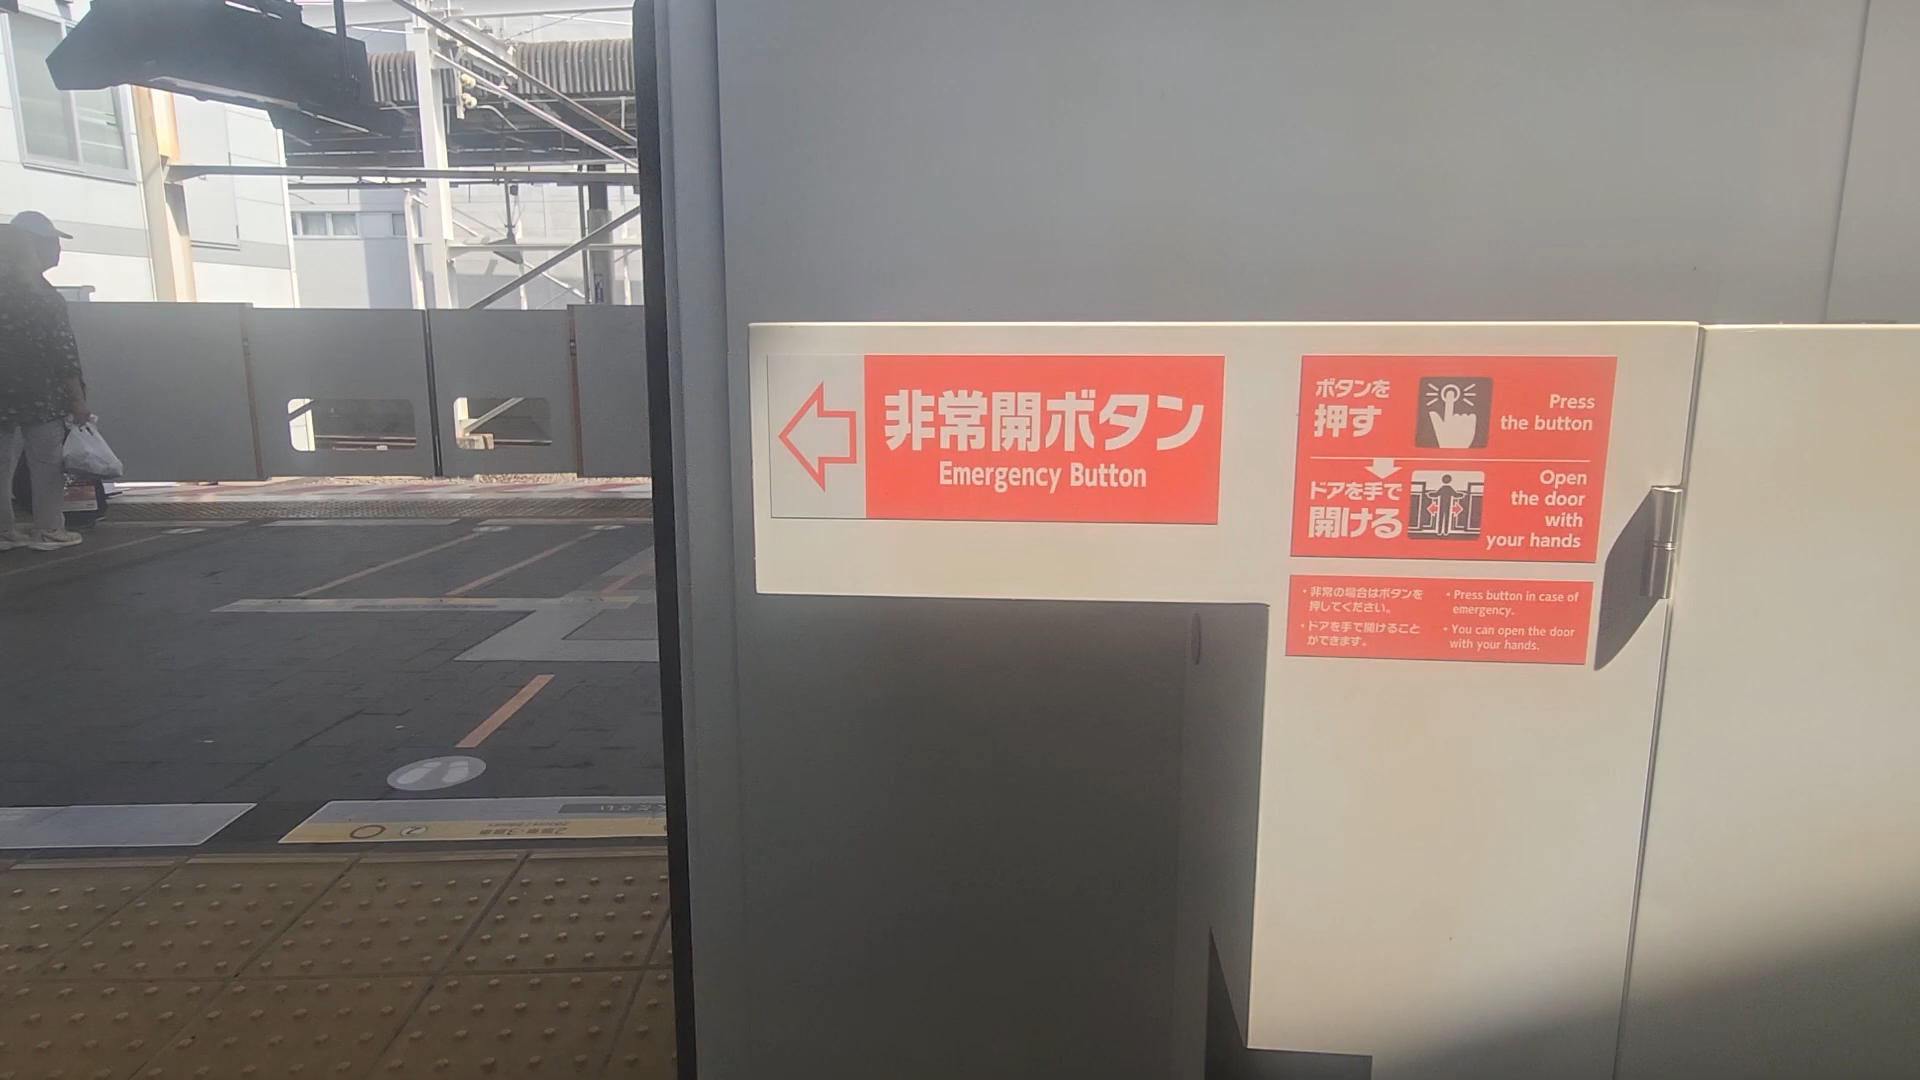 非常開ボタン
Emergency Button
ボタンを
押す
Press
the button
ドアを手で
開ける
Open
the door
with
your hands
・非常の場合はボタンを
押してください。
・ドアを手で開けること
ができます。
・Press button in case of
emergency.
・You can open the door
with your hands.